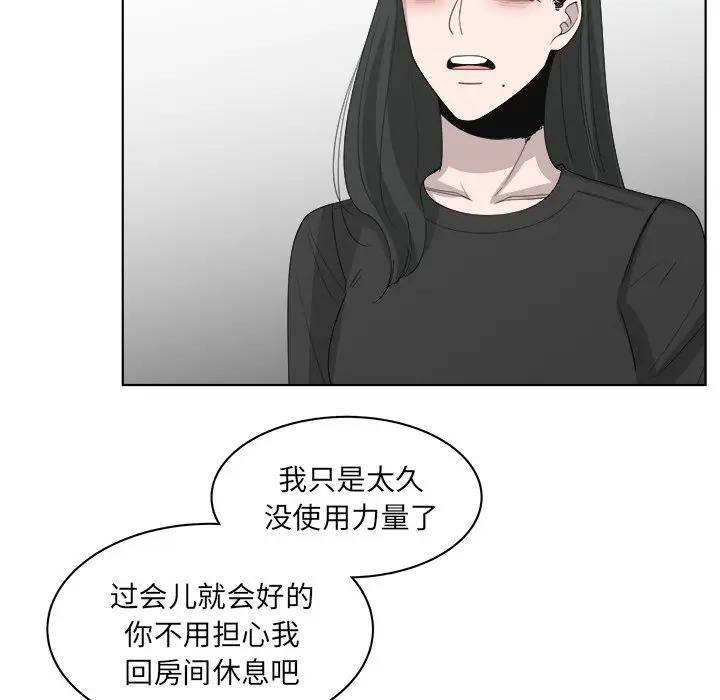 我只是太久
没使用力量了
过会儿就会好的
你不用担心我
回房间休息吧